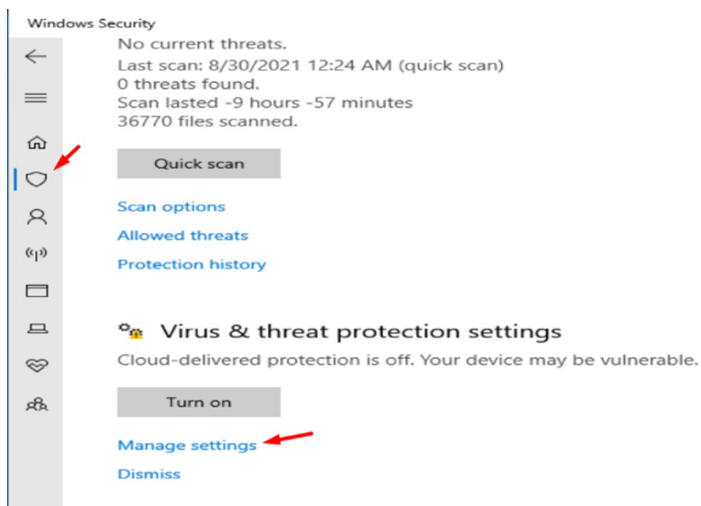 Windows Security
No current threats.
Last scan: 8/30/2021 12:24 AM (quick scan)
0 threats found.
Scan lasted -9 hours -57 minutes
36770 files scanned.
Quick scan
Scan options
Allowed threats
Protection history
Virus & threat protection settings
Cloud-delivered protection is off. Your device may be vulnerable.
Turn on
Manage settings
Dismiss